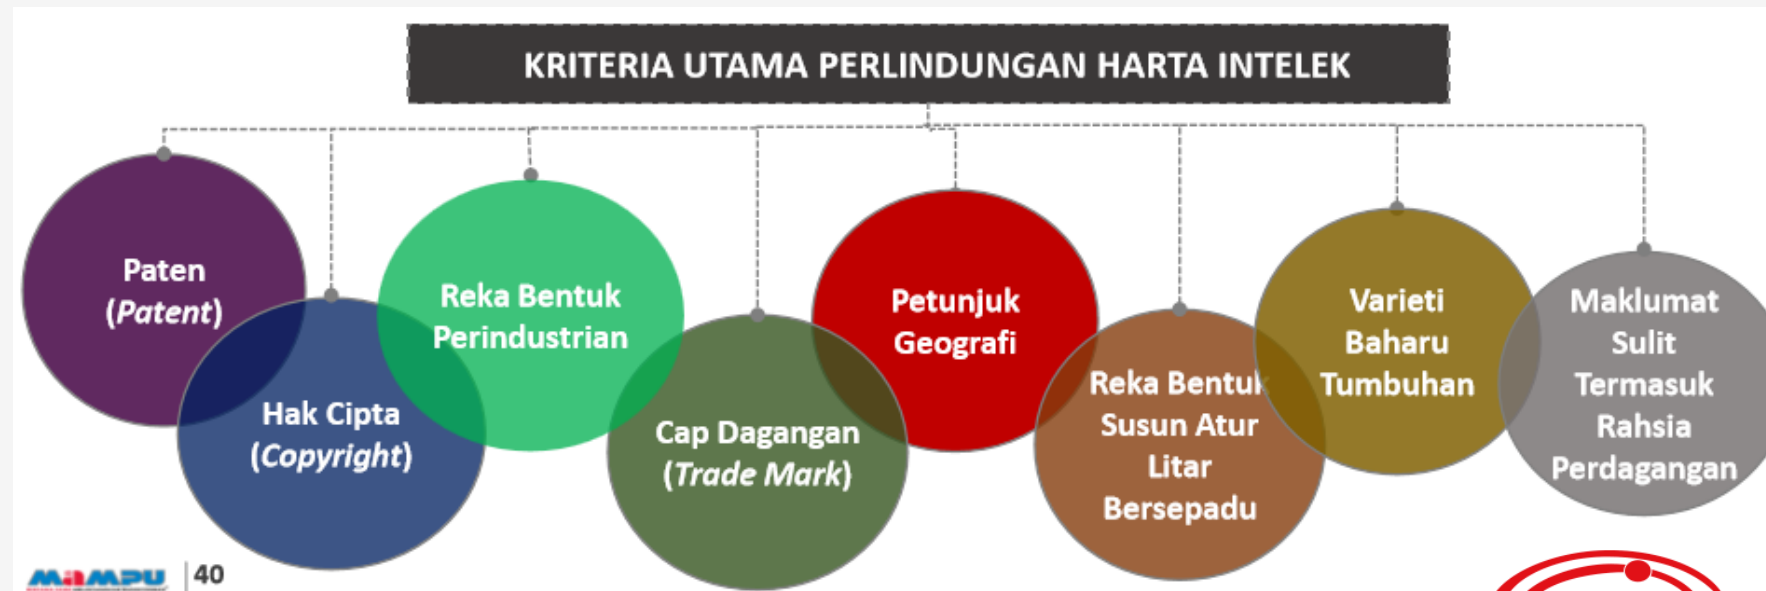 KRITERIA UTAMA PERLINDUNGAN HARTA INTELEK
Paten
(Patent)
Hak Cipta
(Copyright)
Reka Bentuk
Perindustrian
Cap Dagangan
(Trade Mark)
Petunjuk
Geografi
Reka Bentuk
Susun Atur
Litar
Bersepadu
Varieti
Baharu
Tumbuhan
Maklumat
Sulit
Termasuk
Rahsia
Perdagangan
MAMPU
40